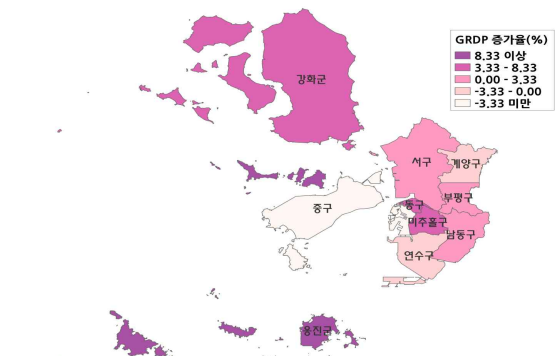 GRDP 증가율(%)
8.33 이상
3.33 - 8.33
0.00 - 3.33
-3.33 - 0.00
-3.33 미만
강화군
서구
계양구
부평구
동구
중구
미추홀구
남동구
연수구
옹진군